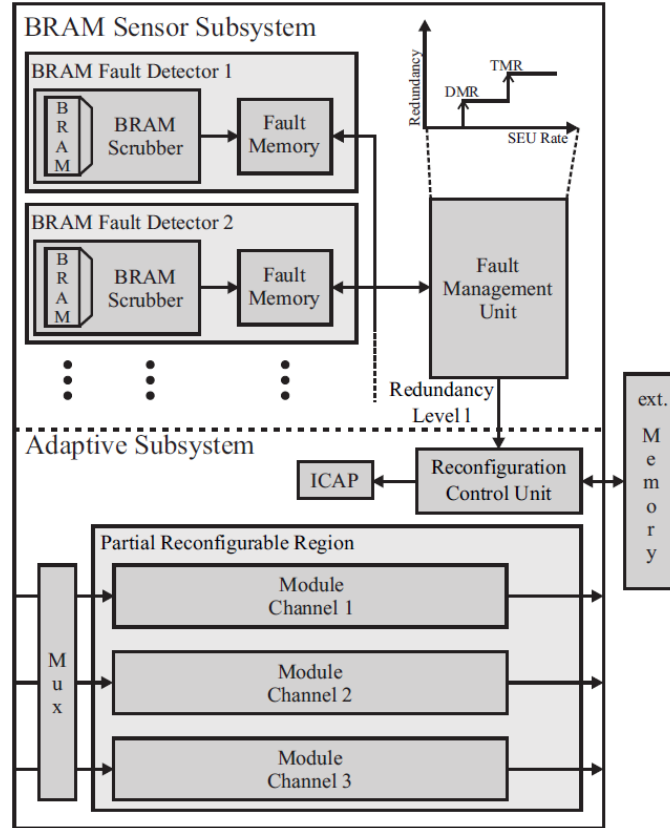 BRAM Sensor Subsystem
BRAM Fault Detector 1
B
R
A
M
BRAM
Scrubber
Fault
Memory
Redundancy
DMR
TMR
SEU Rate
BRAM Fault Detector 2
B
R
A
M
BRAM
Scrubber
Fault
Memory
Fault
Management
Unit
Redundancy
Level l
Adaptive Subsystem
ICAP
Reconfiguration
Control Unit
ext.
M
e
m
o
r
y
Partial Reconfigurable Region
M
u
x
Module
Channel 1
Module
Channel 2
Module
Channel 3